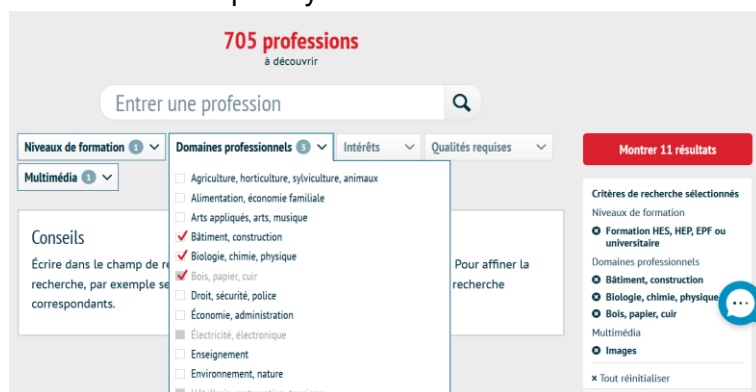 705 professions
à découvrir
Entrer une profession
Niveaux de formation 1
Domaines professionnels 3
Intérêts
Qualités requises
Multimédia 1
Agriculture, horticulture, sylviculture, animaux
Alimentation, économie familiale
Arts appliqués, arts, musique
Bâtiment, construction
Biologie, chimie, physique
Bois, papier, cuir
Droit, sécurité, police
Économie, administration
Électricité, électronique
Enseignement
Environnement, nature
Conseils
Écrire dans le champ de
Pour affiner la
recherche, par exemple
recherche
correspondants.
Montrer 11 résultats
Critères de recherche sélectionnés
Niveaux de formation
Formation HES, HEP, EPF ou
universitaire
Domaines professionnels
Bâtiment, construction
Biologie, chimie, physique
Bois, papier, cuir
Multimédia
Images
× Tout réinitialiser